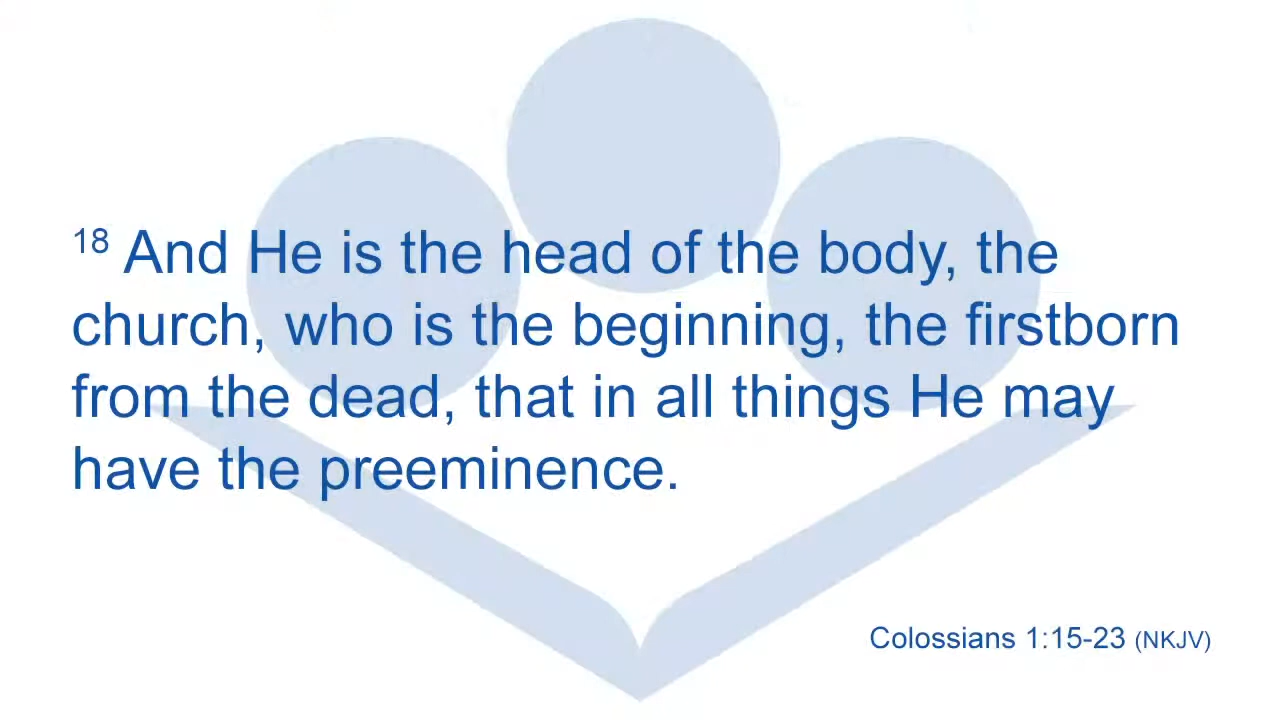 18 And He is the head of the body, the
church, who is the beginning, the firstborn
from the dead, that in all things He may
have the preeminence.
Colossians 1:15-23 (NKJV)